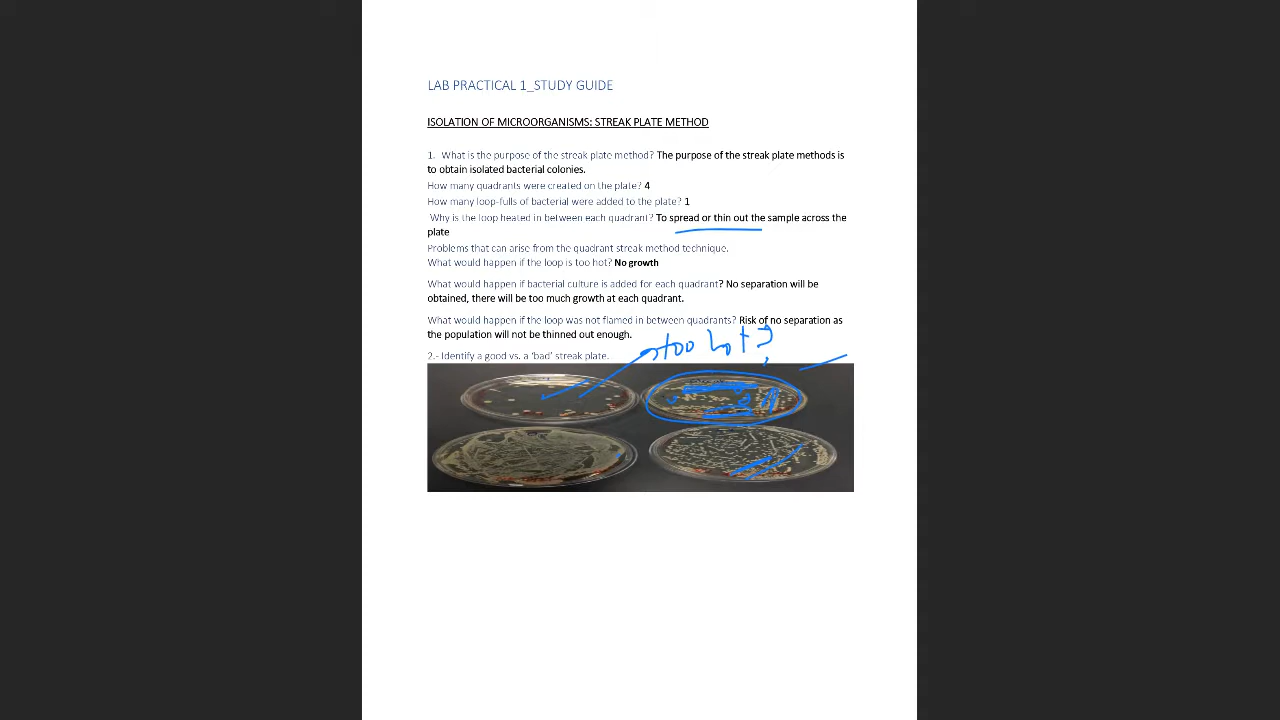 LAB PRACTICAL 1_STUDY GUIDE
ISOLATION OF MICROORGANISMS: STREAK PLATE METHOD
1. What is the purpose of the streak plate method? The purpose of the streak plate methods is
to obtain isolated bacterial colonies.
How many quadrants were created on the plate? 4
How many loop-fulls of bacterial were added to the plate? 1
Why is the loop heated in between each quadrant? To spread or thin out the sample across the
plate
Problems that can arise from the quadrant streak method technique.
What would happen if the loop is too hot? No growth
What would happen if bacterial culture is added for each quadrant? No separation will be
obtained, there will be too much growth at each quadrant.
What would happen if the loop was not flamed in between quadrants? Risk of no separation as
the population will not be thinned out enough.
too hot?
2.- Identify a good vs. a 'bad' streak plate.